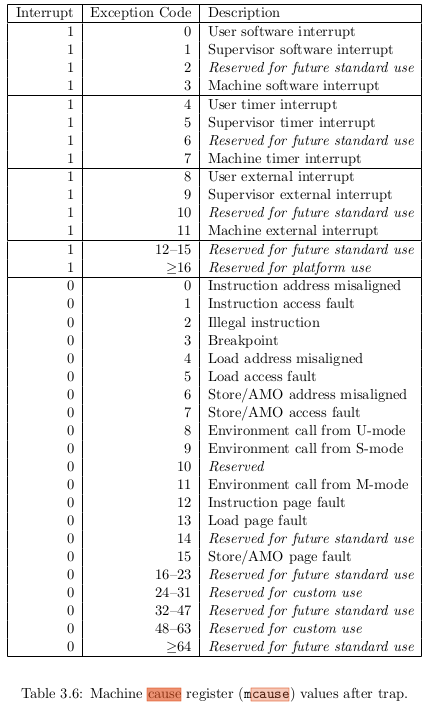 Interrupt Exception Code Description
1 0 User software interrupt
1 1 Supervisor software interrupt
1 2 Reserved for future standard use
1 3 Machine software interrupt
1 4 User timer interrupt
1 5 Supervisor timer interrupt
1 6 Reserved for future standard use
1 7 Machine timer interrupt
1 8 User external interrupt
1 9 Supervisor external interrupt
1 10 Reserved for future standard use
1 11 Machine external interrupt
1 12–15 Reserved for future standard use
1 ≥16 Reserved for platform use
0 0 Instruction address misaligned
0 1 Instruction access fault
0 2 Illegal instruction
0 3 Breakpoint
0 4 Load address misaligned
0 5 Load access fault
0 6 Store/AMO address misaligned
0 7 Store/AMO access fault
0 8 Environment call from U-mode
0 9 Environment call from S-mode
0 10 Reserved
0 11 Environment call from M-mode
0 12 Instruction page fault
0 13 Load page fault
0 14 Reserved for future standard use
0 15 Store/AMO page fault
0 16–23 Reserved for future standard use
0 24–31 Reserved for custom use
0 32–47 Reserved for future standard use
0 48–63 Reserved for custom use
0 ≥64 Reserved for future standard use
Table 3.6: Machine cause register (mcause) values after trap.